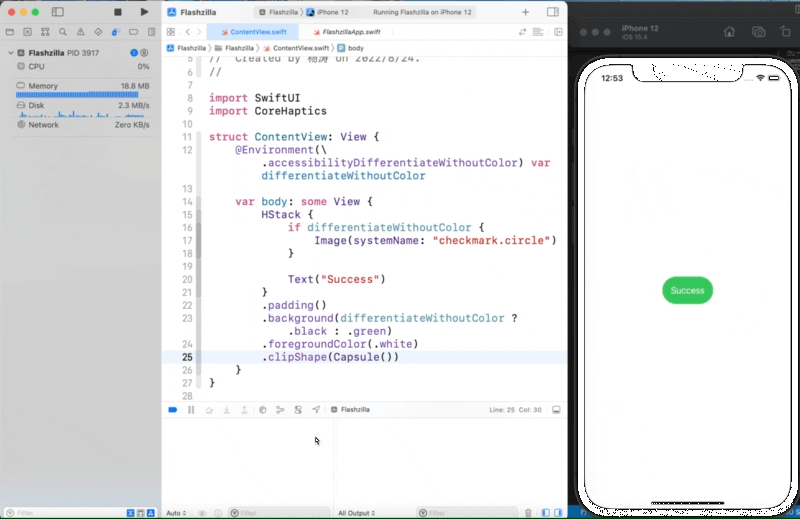 Flashzilla
Flashzilla 〉 iPhone 12
Running Flashzilla on iPhone 12
iPhone 12
iOS 15.4
ContentView.swift
FlashzillaApp.swift
Flashzilla 〉 Flashzilla 〉 ContentView.swift 〉 body
Flashzilla PID 3917
CPU 0%
Memory 18.8 MB
Disk 2.3 MB/s
Network Zero KB/s
5 // Created by 杨涛 on 2022/8/24.
6 //
7
8 import SwiftUI
9 import CoreHaptics
10
11 struct ContentView: View {
12 @Environment(\
.accessibilityDifferentiateWithoutColor) var
differentiateWithoutColor
13
14 var body: some View {
15 HStack {
16 if differentiateWithoutColor {
17 Image(systemName: "checkmark.circle")
18 }
19
20 Text("Success")
21 }
22 .padding()
23 .background(differentiateWithoutColor ?
.black : .green)
24 .foregroundColor(.white)
25 .clipShape(Capsule())
26 }
27 }
28
Flashzilla
Line: 25 Col: 30
Filter
Auto
Filter
All Output
Filter
12:53
Success